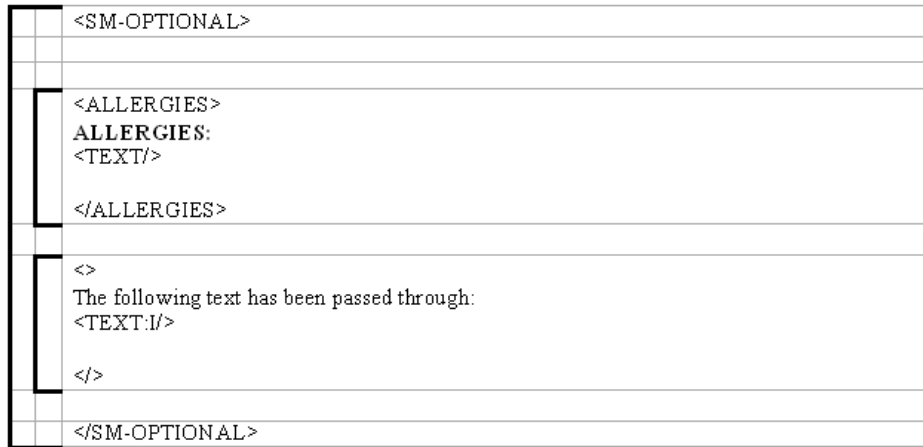 <SM-OPTIONAL>
<ALLERGIES>
ALLERGIES:
<TEXT/>
</ALLERGIES>
<>
The following text has been passed through:
<TEXT:I/>
</>
</SM-OPTIONAL>